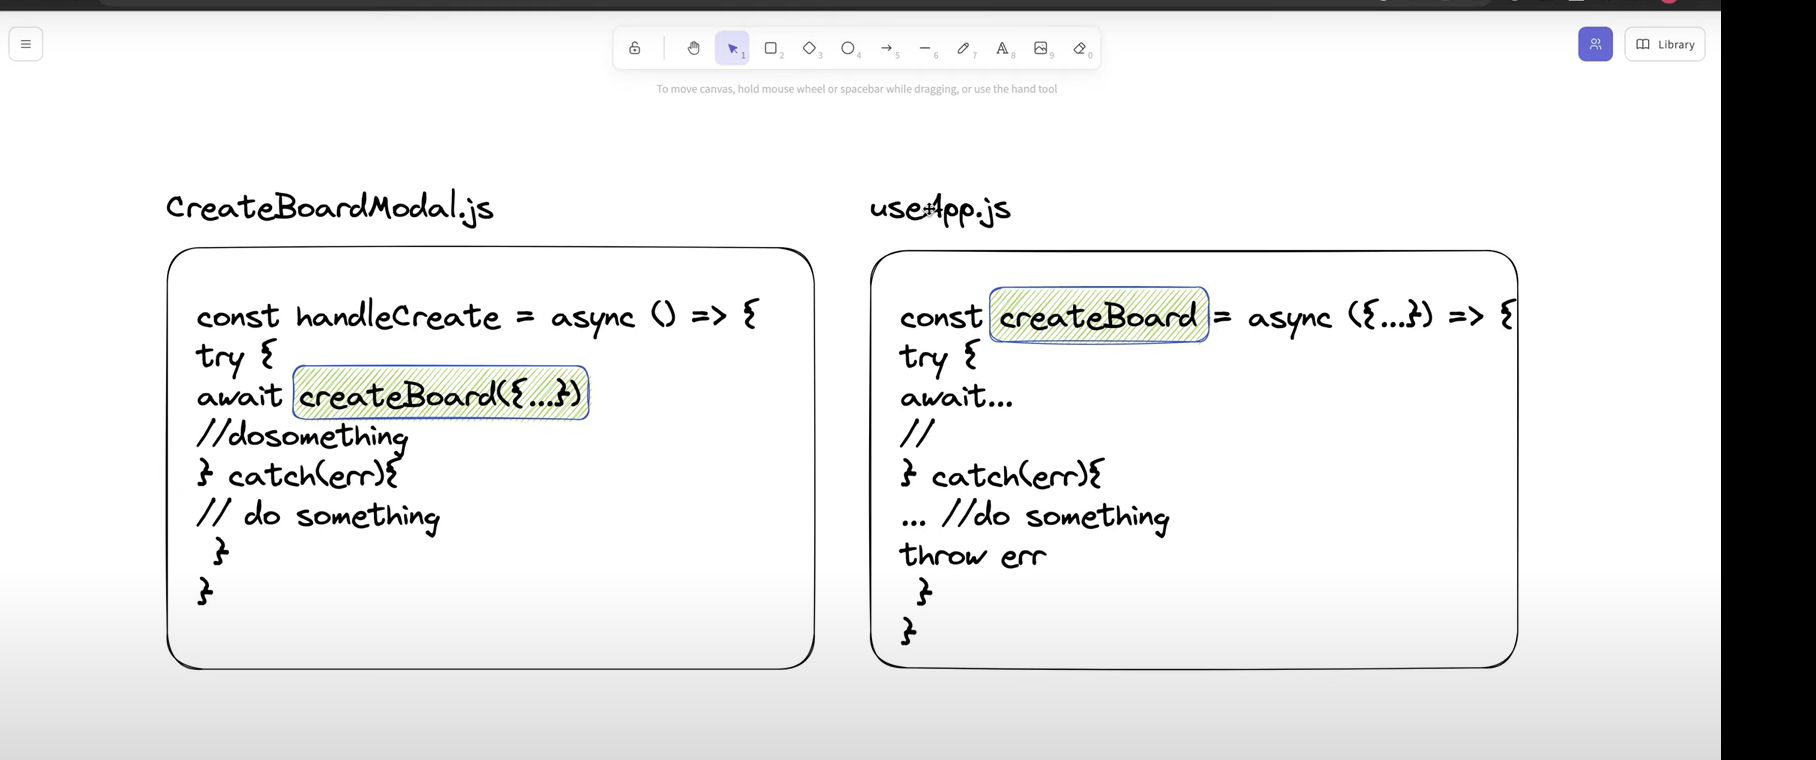 1
2
3
4
5
6
7
8
9
0
Library
To move canvas, hold mouse wheel or spacebar while dragging, or use the hand tool
CreateBoardModal.js
const handleCreate = async () => {
try {
await createBoard({...})
//dosomething
} catch(err){
// do something
}
}
useApp.js
const createBoard = async ({...}) => {
try {
await...
//
} catch(err){
... //do something
throw err
}
}